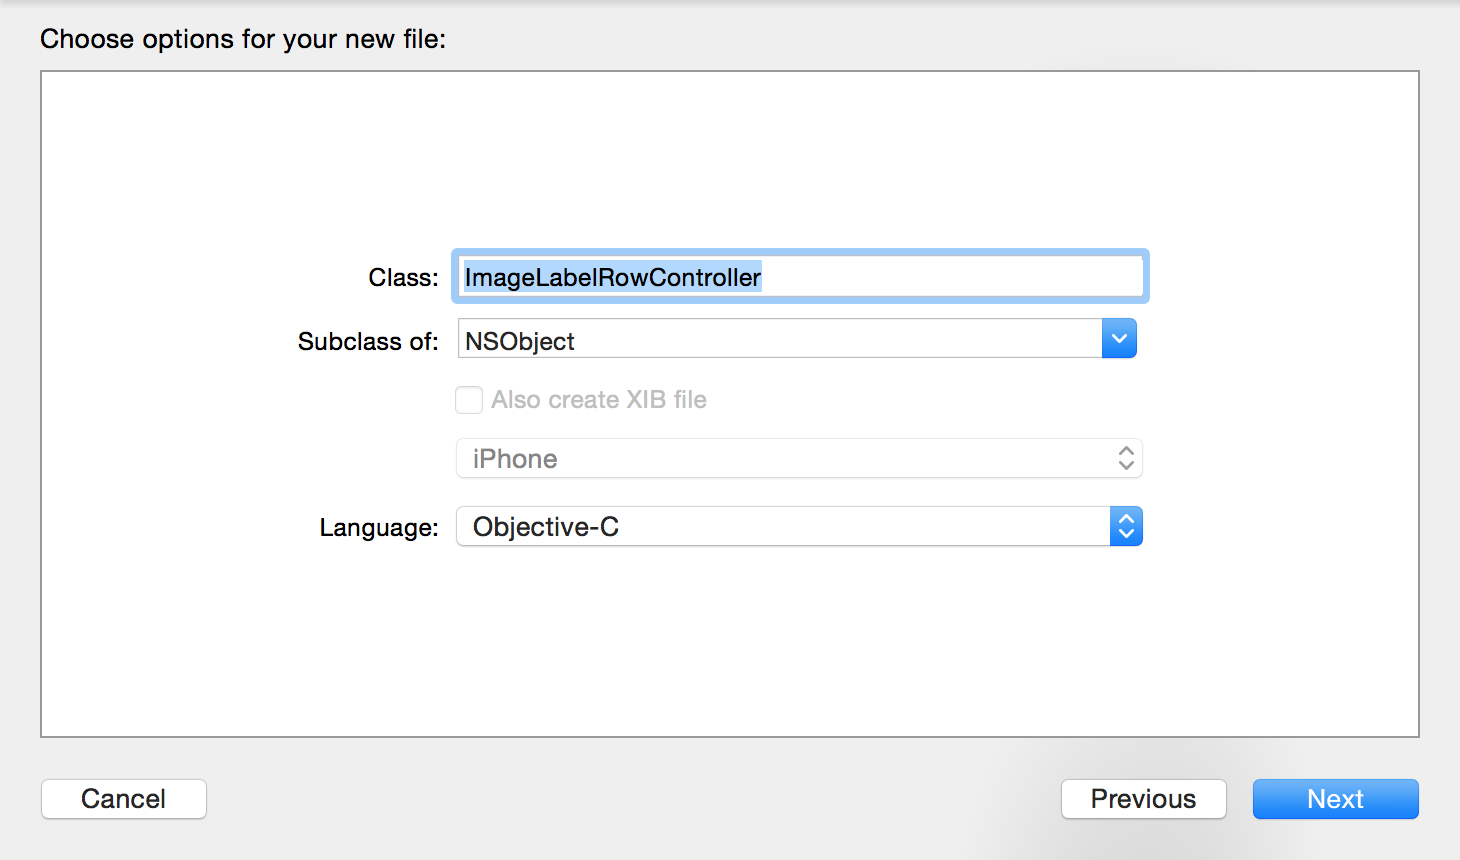 Choose options for your new file:
Class: ImageLabelRowController
Subclass of: NSObject
Also create XIB file
iPhone
Language: Objective-C
Cancel Previous Next